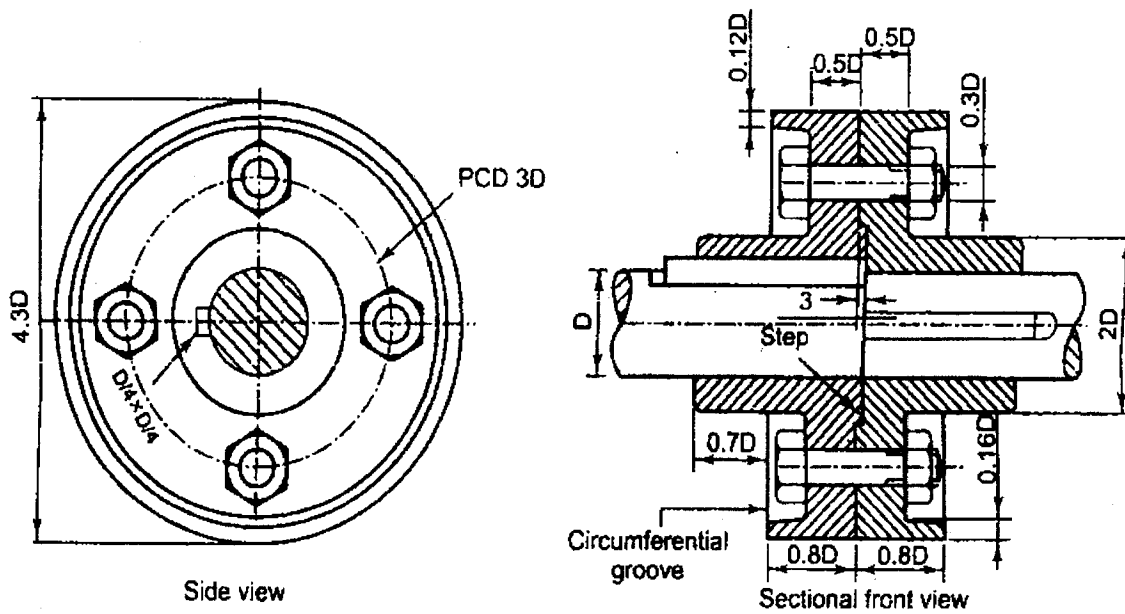 4.3D
PCD 3D
D/4×D/4
Side view
0.12D
0.5D
0.5D
0.3D
D
3
Step
2D
0.7D
0.16D
Circumferential
groove
0.8D
0.8D
Sectional front view